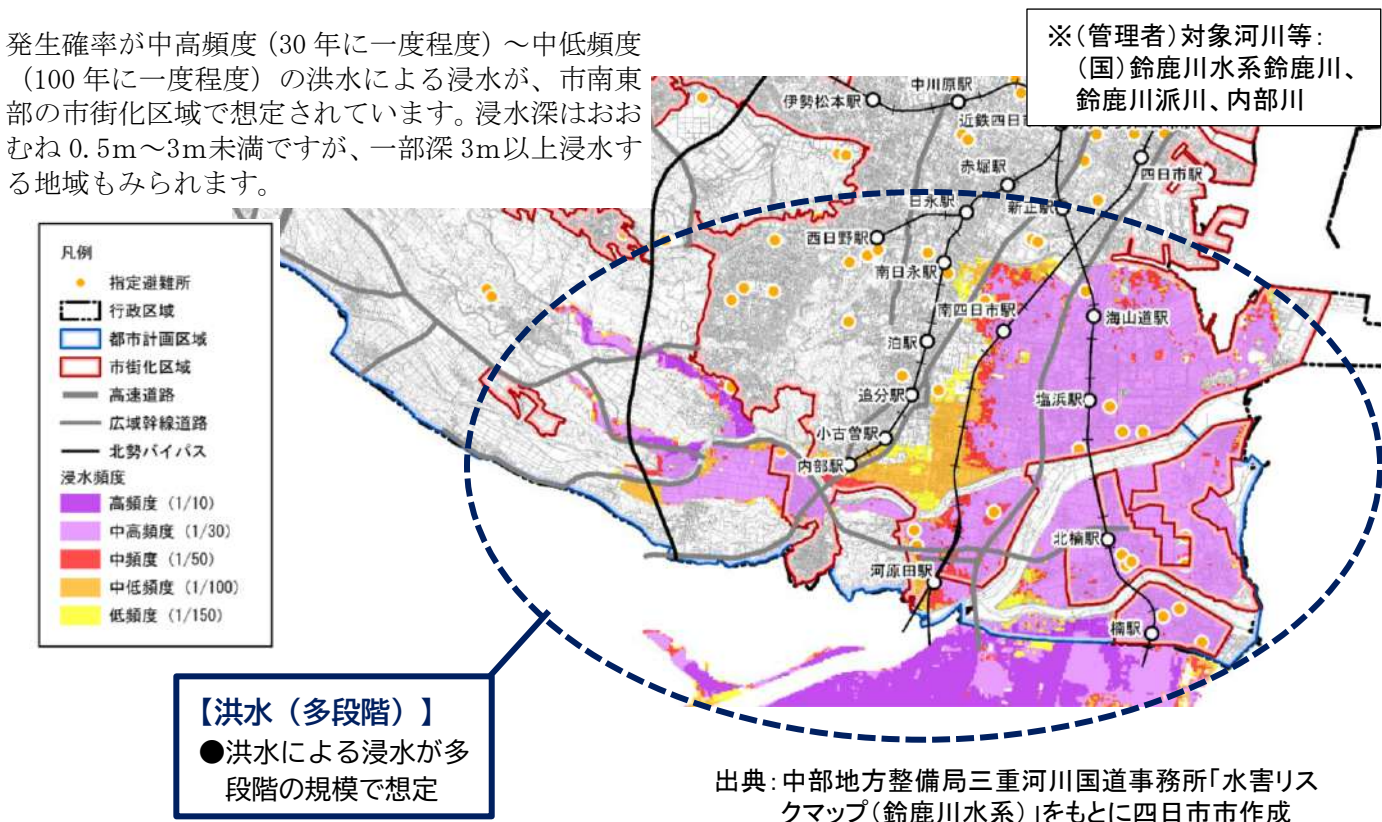 発生確率が中高頻度（30年に一度程度）～中低頻度
（100年に一度程度）の洪水による浸水が、市南東
部の市街化区域で想定されています。浸水深はおお
むね0.5m～3m未満ですが、一部深3m以上浸水す
る地域もみられます。
※（管理者）対象河川等：
（国）鈴鹿川水系鈴鹿川、
鈴鹿川派川、内部川
中川原駅
伊勢松本駅
近鉄四日市
赤堀駅
四日市駅
日永駅
新正駅
西日野駅
南日永駅
南四日市駅
海山道駅
泊駅
追分駅
塩浜駅
小古曽駅
内部駅
北楠駅
河原田駅
楠駅
凡例
指定避難所
行政区域
都市計画区域
市街化区域
高速道路
広域幹線道路
北勢バイパス
浸水頻度
高頻度（1/10）
中高頻度（1/30）
中頻度（1/50）
中低頻度（1/100）
低頻度（1/150）
【洪水（多段階）】
●洪水による浸水が多
段階の規模で想定
出典：中部地方整備局三重河川国道事務所「水害リス
クマップ（鈴鹿川水系）」をもとに四日市市作成